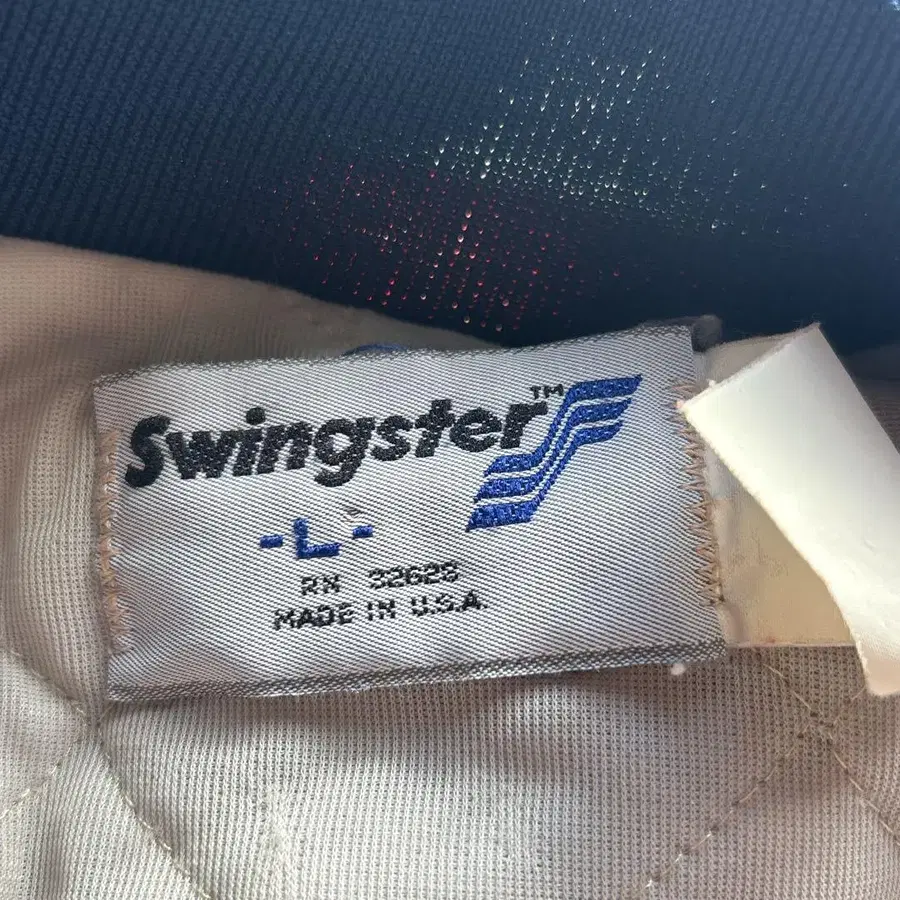 Swingster™
-L-
RN 32628
MADE IN U.S.A.